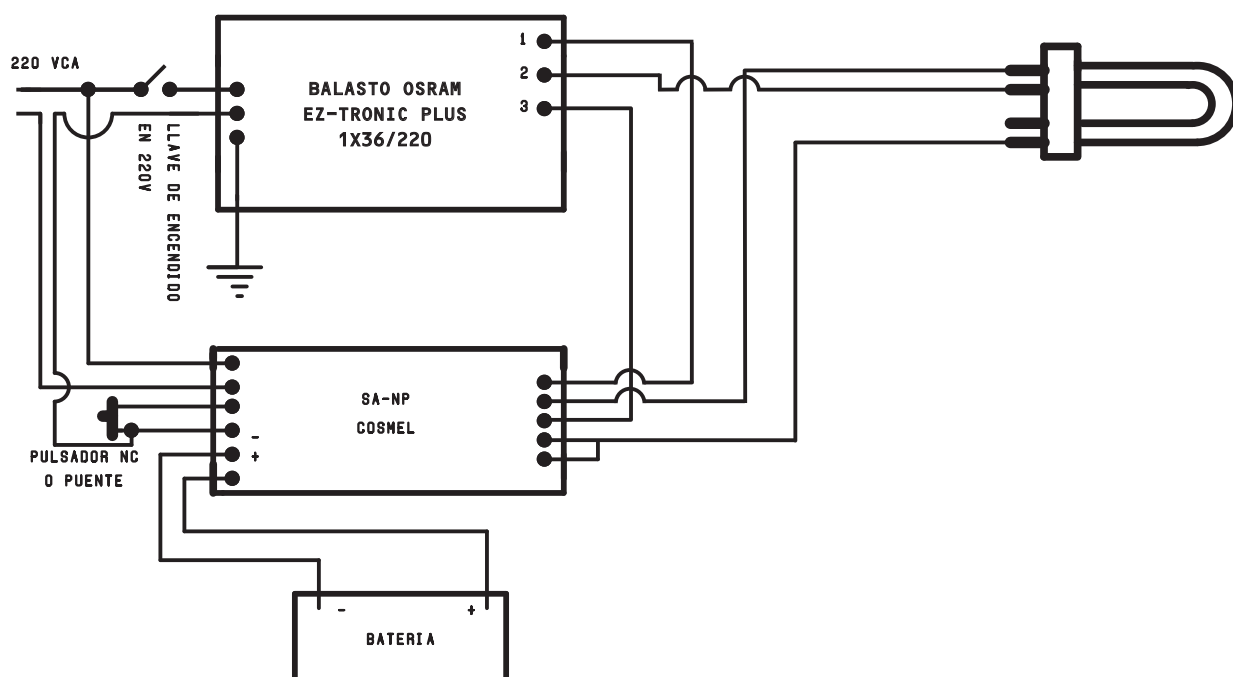 220 VCA
BALASTO OSRAM
EZ-TRONIC PLUS
1X36/220
1
2
3
LLAVE DE ENCENDIDO
EN 220V
SA-NP
COSMEL
-
+
PULSADOR NC
O PUENTE
- +
BATERIA